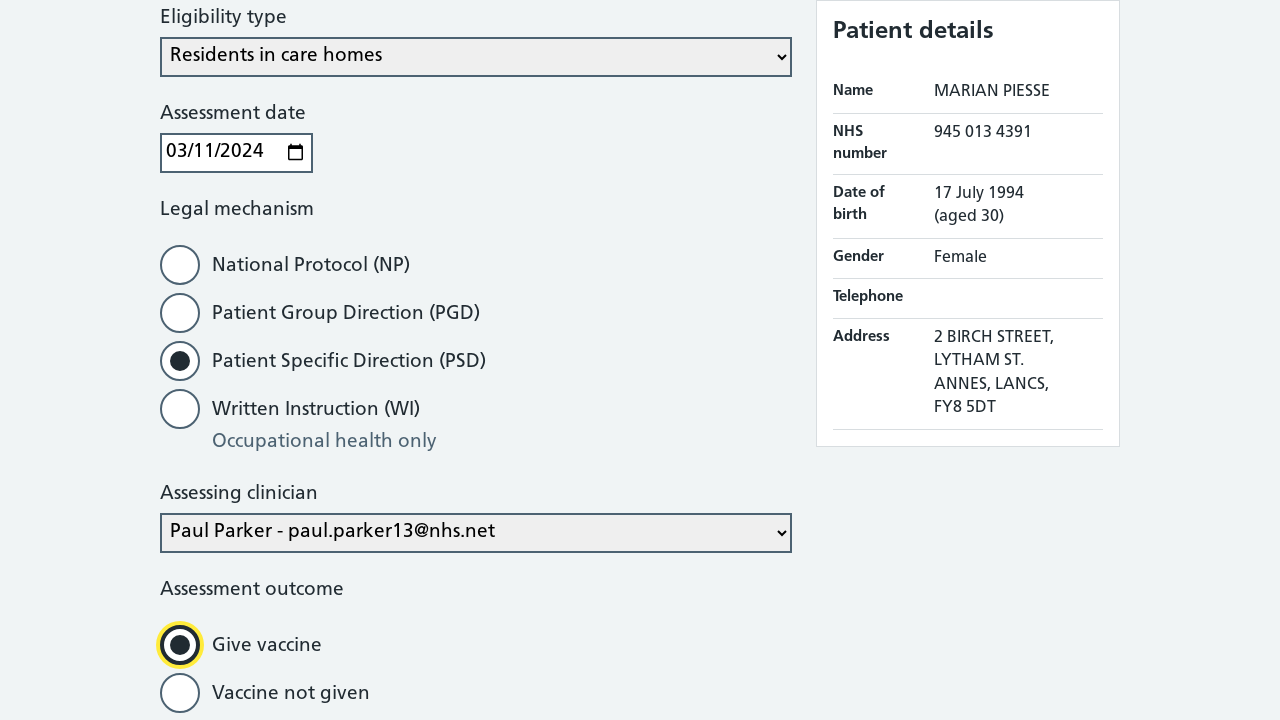 Eligibility type
Residents in care homes
Assessment date
03/11/2024
Legal mechanism
National Protocol (NP)
Patient Group Direction (PGD)
Patient Specific Direction (PSD)
Written Instruction (WI)
Occupational health only
Assessing clinician
Paul Parker - paul.parker13@nhs.net
Assessment outcome
Give vaccine
Vaccine not given
Patient details
Name MARIAN PIESSE
NHS number 945 013 4391
Date of birth 17 July 1994 (aged 30)
Gender Female
Telephone
Address 2 BIRCH STREET,
LYTHAM ST.
ANNES, LANCS,
FY8 5DT